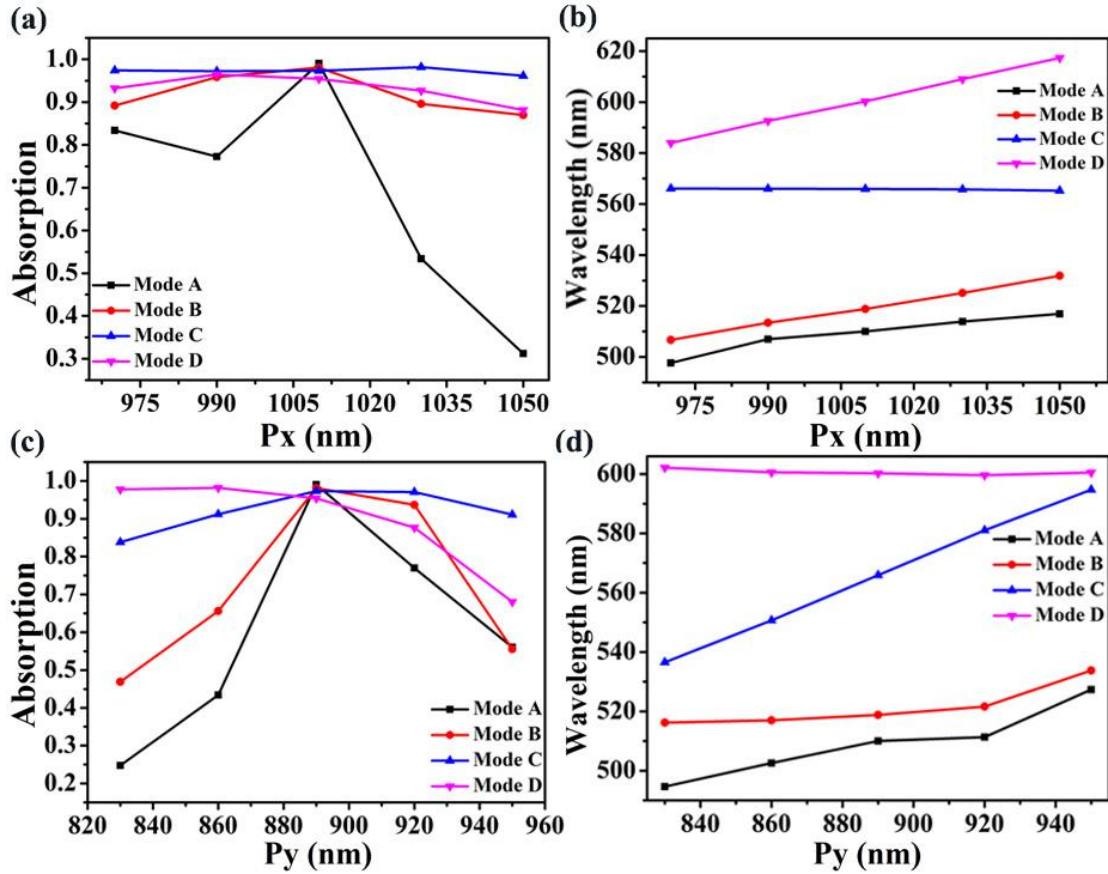 (a)
1.0
0.9
0.8
0.7
0.6
0.5
0.4
0.3
Absorption
Mode A
Mode B
Mode C
Mode D
975 990 1005 1020 1035 1050
Px (nm)
(b)
620
600
580
560
540
520
500
Wavelength (nm)
Mode A
Mode B
Mode C
Mode D
975 990 1005 1020 1035 1050
Px (nm)
(c)
1.0
0.9
0.8
0.7
0.6
0.5
0.4
0.3
0.2
Absorption
Mode A
Mode B
Mode C
Mode D
820 840 860 880 900 920 940 960
Py (nm)
(d)
600
580
560
540
520
500
Wavelength (nm)
Mode A
Mode B
Mode C
Mode D
840 860 880 900 920 940
Py (nm)